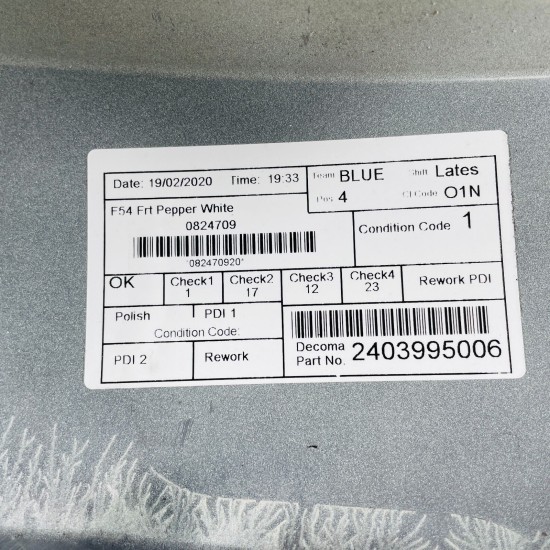 Date: 19/02/2020 Time: 19:33 Team BLUE Shift Lates
Pos 4 Cl Code O1N
F54 Frt Pepper White
0824709
*082470920*
Condition Code 1
OK Check1 1 Check2 17 Check3 12 Check4 23 Rework PDI
Polish PDI 1
Condition Code:
PDI 2 Rework
Decoma
Part No. 2403995006